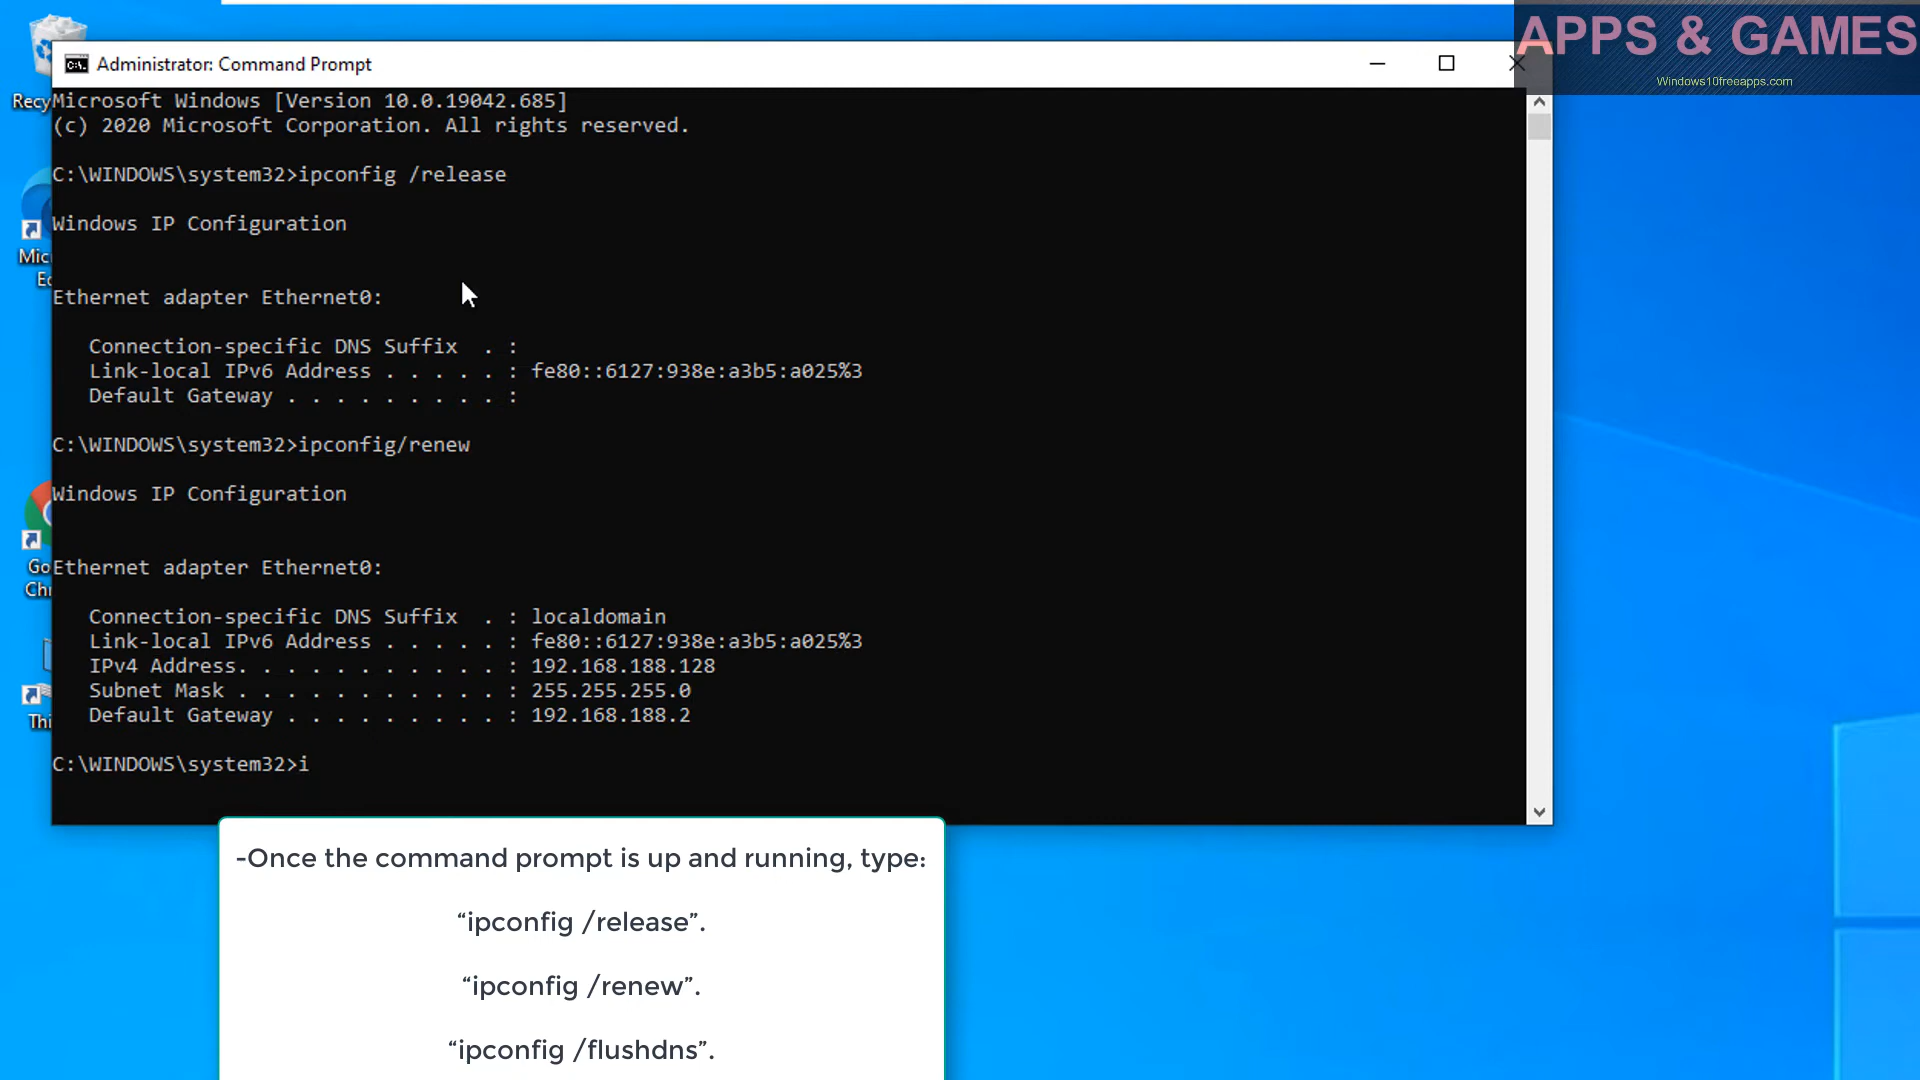 APPS & GAMES
Windows10freeapps.com
Administrator: Command Prompt
Recy
Microsoft Windows [Version 10.0.19042.685]
(c) 2020 Microsoft Corporation. All rights reserved.
C:\WINDOWS\system32>ipconfig /release
Windows IP Configuration
Mic
Ed
Ethernet adapter Ethernet0:
Connection-specific DNS Suffix . :
Link-local IPv6 Address . . . . . : fe80::6127:938e:a3b5:a025%3
Default Gateway . . . . . . . . . :
C:\WINDOWS\system32>ipconfig/renew
Windows IP Configuration
Go
Chr
Ethernet adapter Ethernet0:
Connection-specific DNS Suffix . : localdomain
Link-local IPv6 Address . . . . . : fe80::6127:938e:a3b5:a025%3
IPv4 Address. . . . . . . . . . . : 192.168.188.128
Subnet Mask . . . . . . . . . . . : 255.255.255.0
Default Gateway . . . . . . . . . : 192.168.188.2
Thi
C:\WINDOWS\system32>i
-Once the command prompt is up and running, type:
“ipconfig /release”.
“ipconfig /renew”.
“ipconfig /flushdns”.